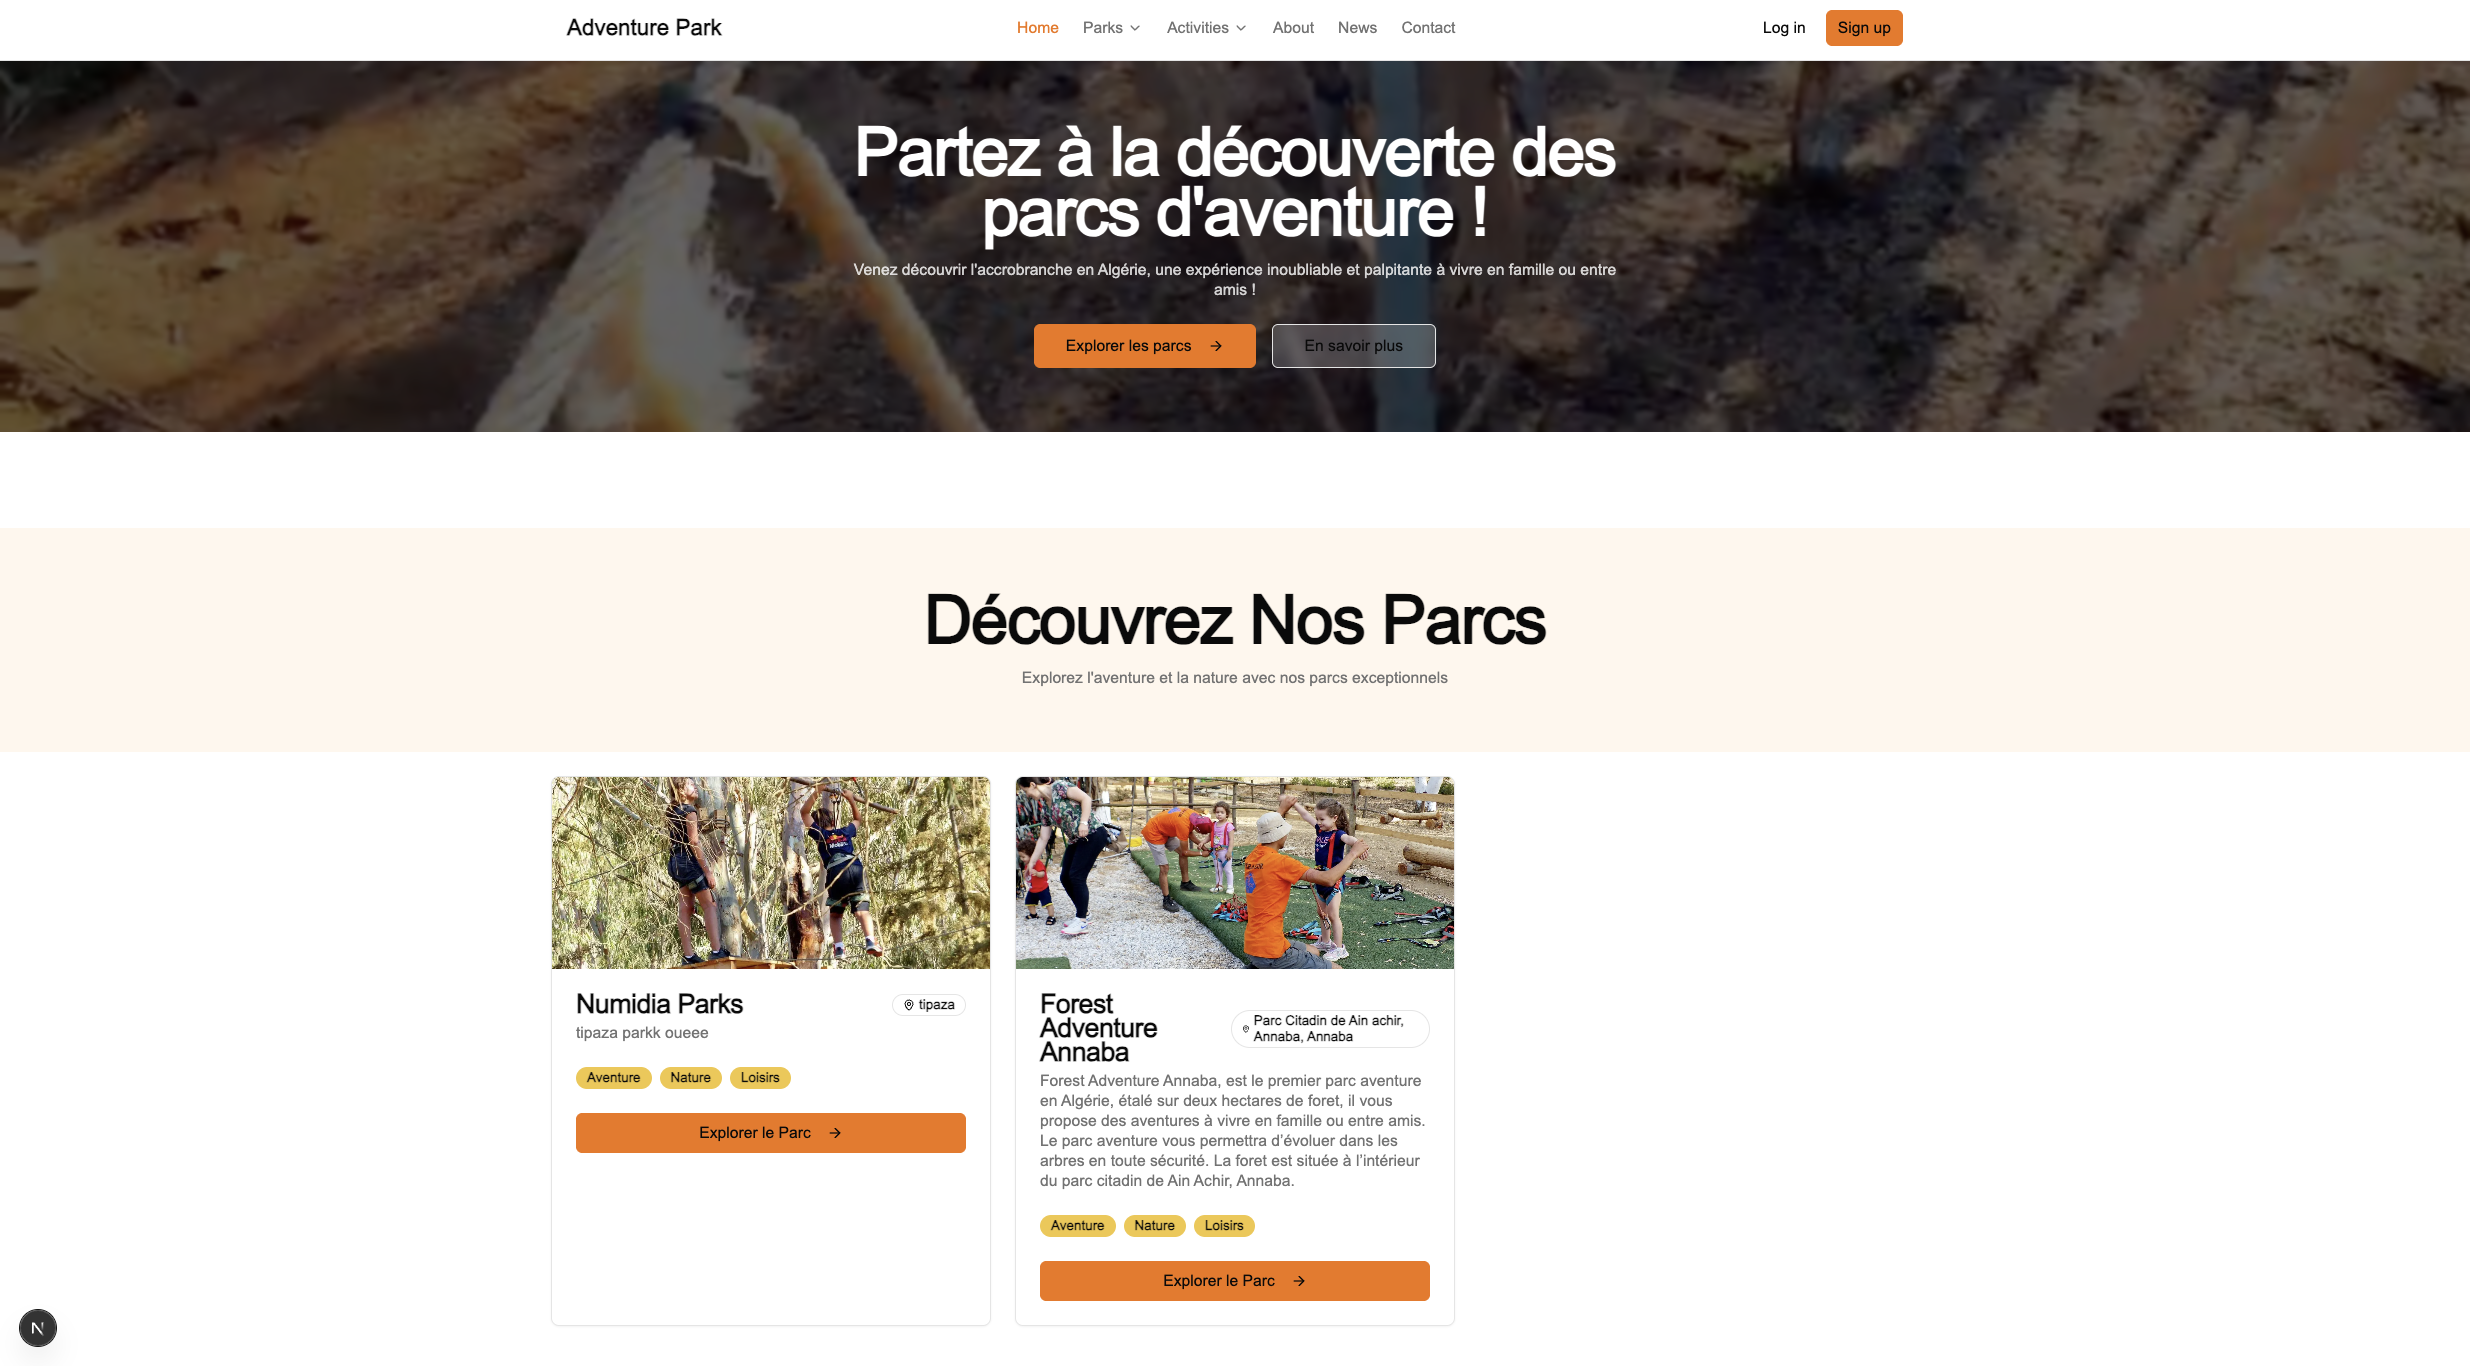 Adventure Park
Home Parks Activities About News Contact
Log in Sign up
Partez à la découverte des
parcs d'aventure !
Venez découvrir l'accrobranche en Algérie, une expérience inoubliable et palpitante à vivre en famille ou entre
amis !
Explorer les parcs →
En savoir plus
Découvrez Nos Parcs
Explorez l'aventure et la nature avec nos parcs exceptionnels
Numidia Parks
tipaza
tipaza parkk oueee
Aventure Nature Loisirs
Explorer le Parc →
Forest
Adventure
Annaba
Parc Citadin de Ain achir,
Annaba, Annaba
Forest Adventure Annaba, est le premier parc aventure
en Algérie, étalé sur deux hectares de foret, il vous
propose des aventures à vivre en famille ou entre amis.
Le parc aventure vous permettra d’évoluer dans les
arbres en toute sécurité. La foret est située à l’intérieur
du parc citadin de Ain Achir, Annaba.
Aventure Nature Loisirs
Explorer le Parc →
N